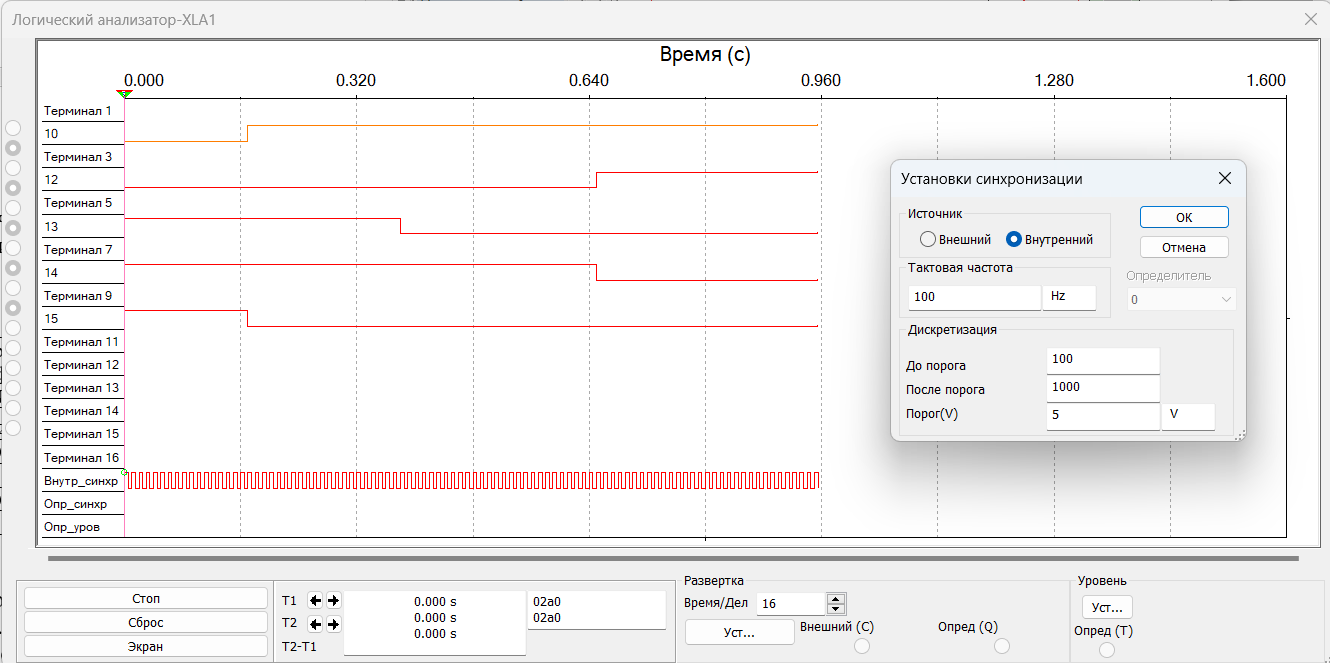 Логический анализатор-XLA1
Время (с)
0.000 0.320 0.640 0.960 1.280 1.600
Терминал 1
10
Терминал 3
12
Терминал 5
13
Терминал 7
14
Терминал 9
15
Терминал 11
Терминал 12
Терминал 13
Терминал 14
Терминал 15
Терминал 16
Внутр_синхр
Опр_синхр
Опр_уров
Установки синхронизации
Источник
Внешний Внутренний
ОК
Отмена
Тактовая частота
100 Hz
Определитель
0
Дискретизация
До порога 100
После порога 1000
Порог(V) 5 V
Стоп
Сброс
Экран
T1 0.000 s 02a0
T2 0.000 s 02a0
T2-T1 0.000 s
Развертка
Время/Дел 16
Уст...
Внешний (C)
Опред (Q)
Уровень
Уст...
Опред (T)